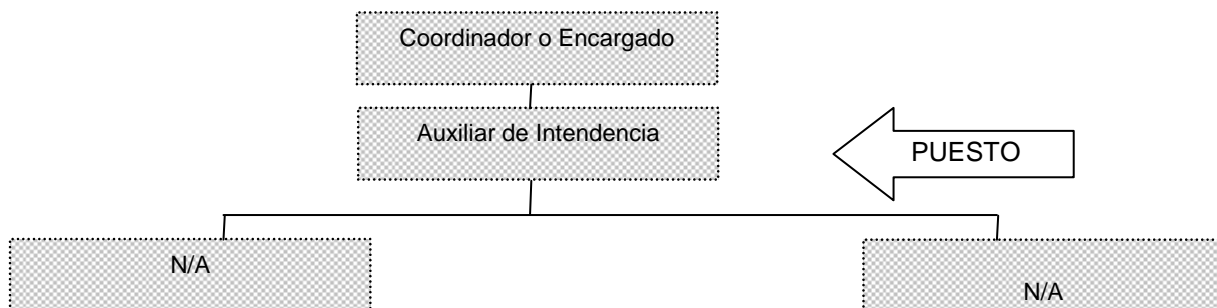 Coordinador o Encargado
Auxiliar de Intendencia
PUESTO
N/A
N/A